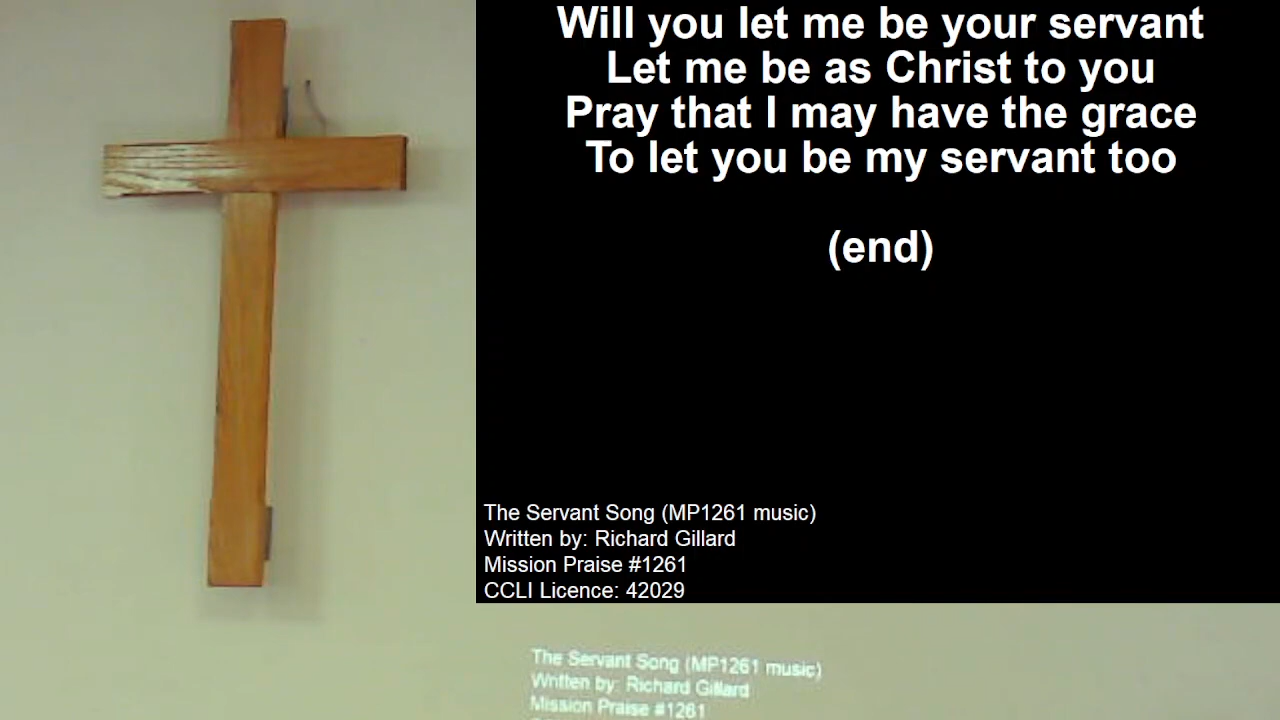 Will you let me be your servant
Let me be as Christ to you
Pray that I may have the grace
To let you be my servant too
(end)
The Servant Song (MP1261 music)
Written by: Richard Gillard
Mission Praise #1261
CCLI Licence: 42029
The Servant Song (MP1261 music)
Written by: Richard Gillard
Mission Praise #1261